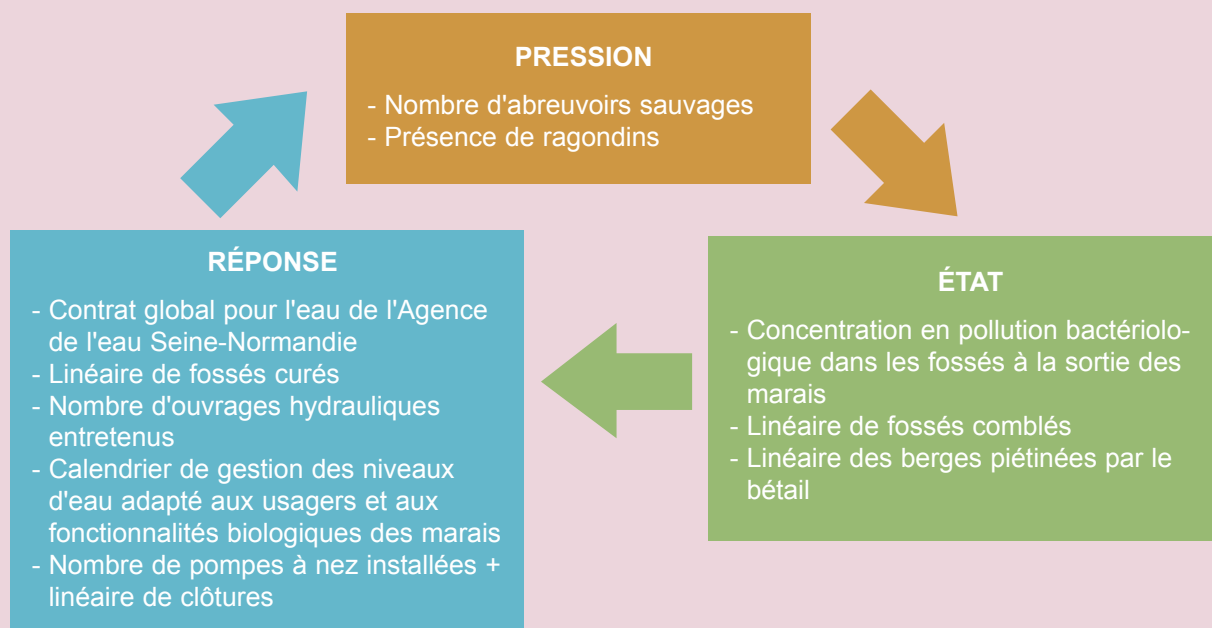 PRESSION
- Nombre d'abreuvoirs sauvages
- Présence de ragondins
RÉPONSE
- Contrat global pour l'eau de l'Agence
de l'eau Seine-Normandie
- Linéaire de fossés curés
- Nombre d'ouvrages hydrauliques
entretenus
- Calendrier de gestion des niveaux
d'eau adapté aux usagers et aux
fonctionnalités biologiques des marais
- Nombre de pompes à nez installées +
linéaire de clôtures
ÉTAT
- Concentration en pollution bactériolo-
gique dans les fossés à la sortie des
marais
- Linéaire de fossés comblés
- Linéaire des berges piétinées par le
bétail